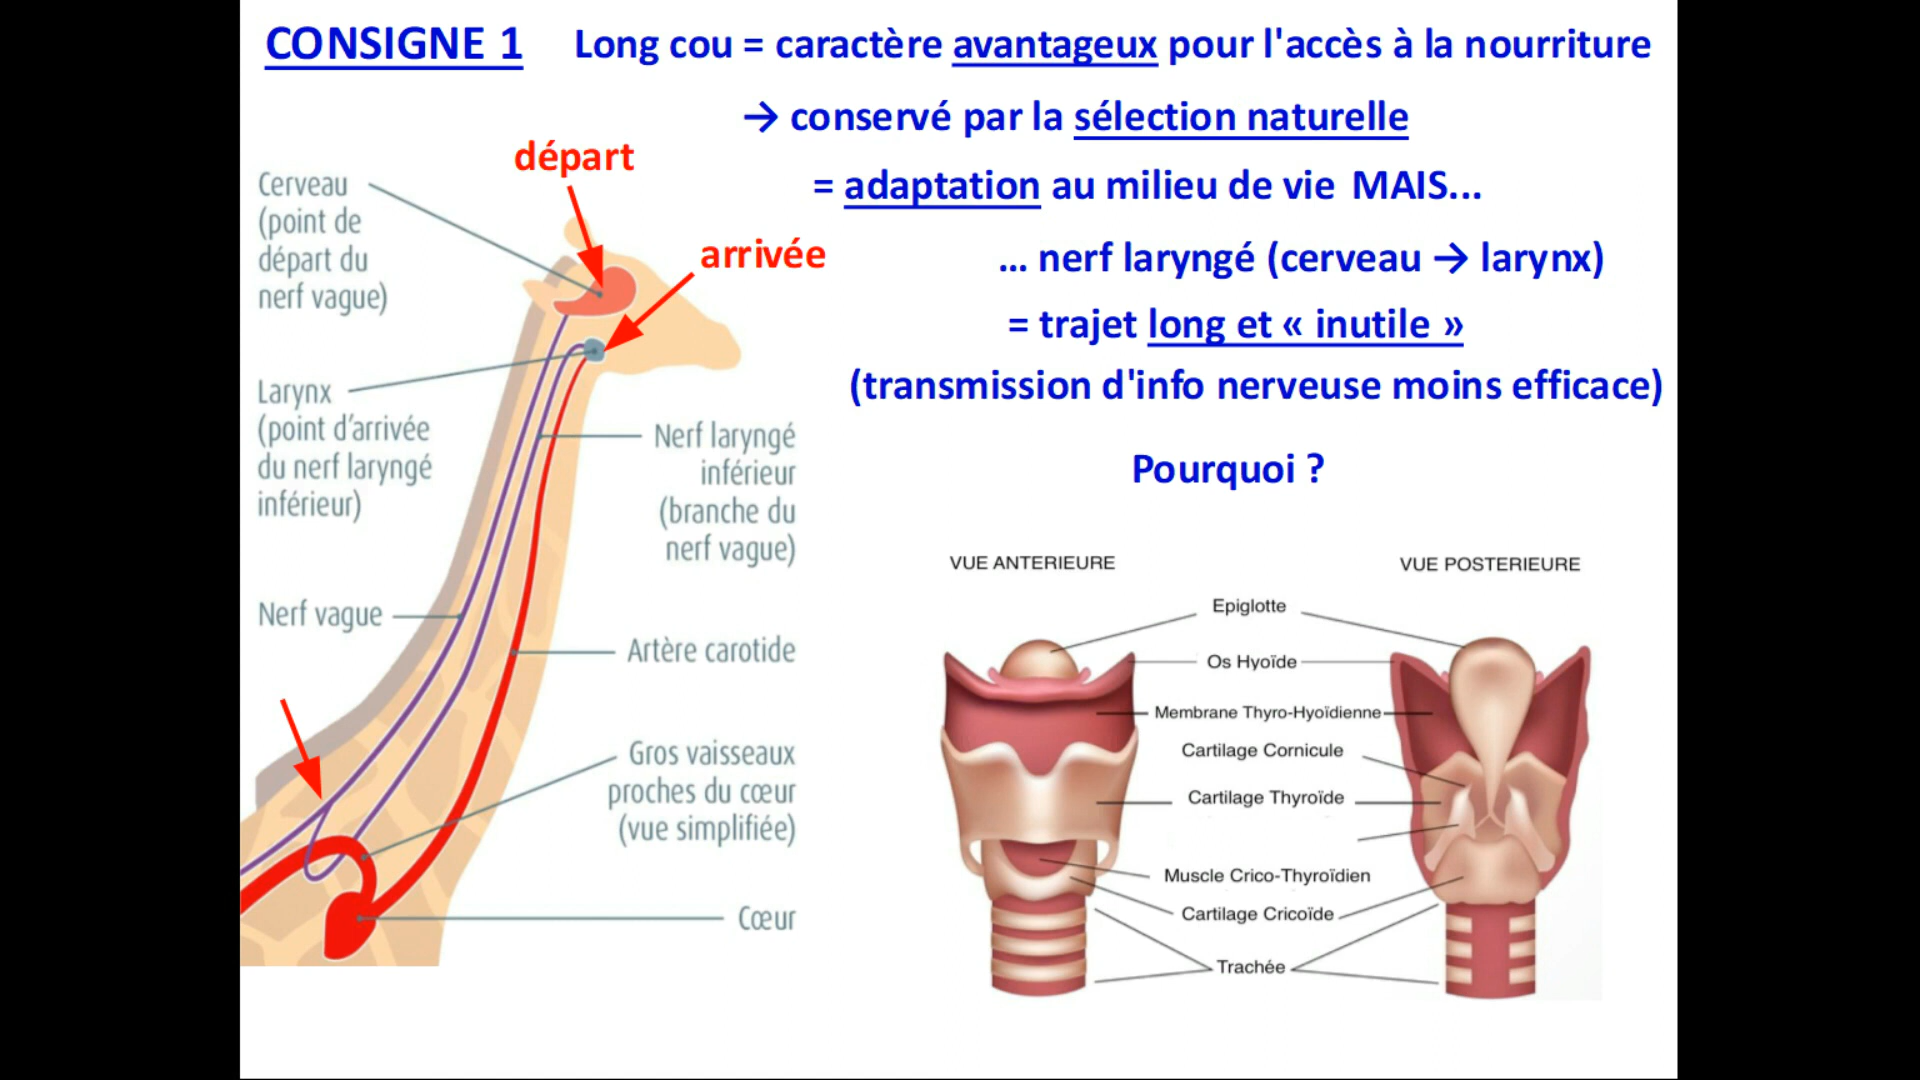 CONSIGNE 1
Long cou = caractère avantageux pour l'accès à la nourriture
→ conservé par la sélection naturelle
= adaptation au milieu de vie MAIS...
... nerf laryngé (cerveau → larynx)
= trajet long et « inutile »
(transmission d'info nerveuse moins efficace)
Pourquoi ?
départ
arrivée
Cerveau
(point de
départ du
nerf vague)
Larynx
(point d'arrivée
du nerf laryngé
inférieur)
Nerf laryngé
inférieur
(branche du
nerf vague)
Nerf vague
Artère carotide
Gros vaisseaux
proches du cœur
(vue simplifiée)
Cœur
VUE ANTERIEURE
VUE POSTERIEURE
Epiglotte
Os Hyoïde
Membrane Thyro-Hyoïdienne
Cartilage Cornicule
Cartilage Thyroïde
Muscle Crico-Thyroïdien
Cartilage Cricoïde
Trachée